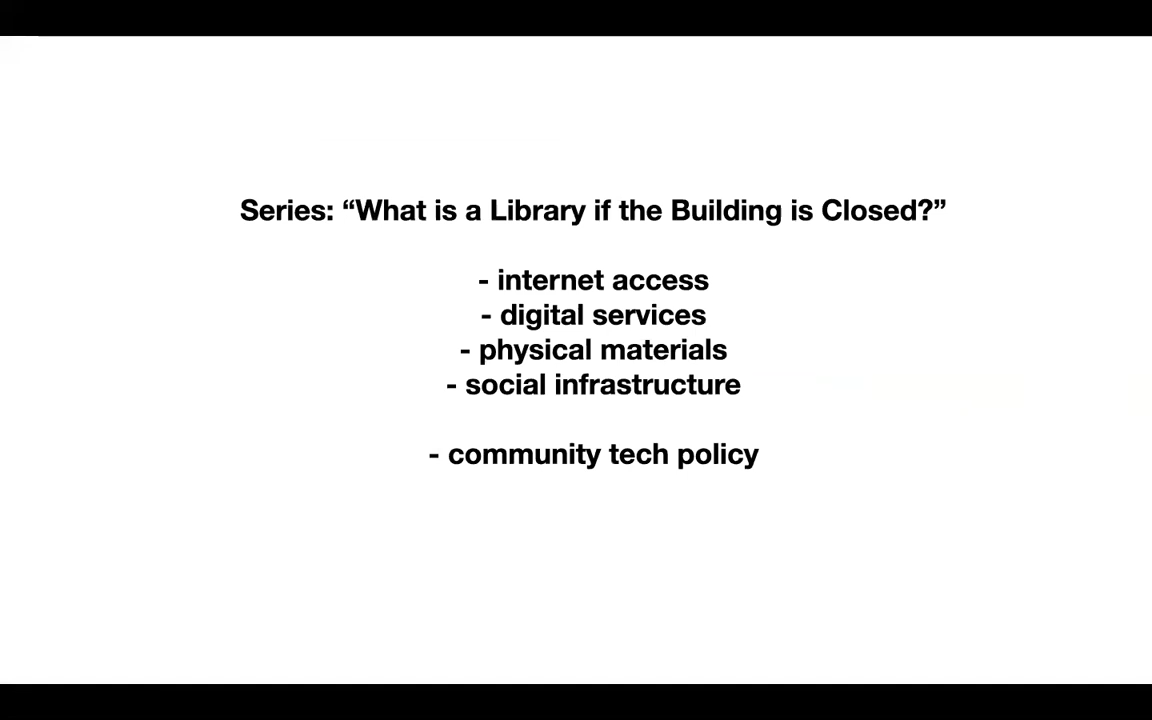 Series: “What is a Library if the Building is Closed?”
- internet access
- digital services
- physical materials
- social infrastructure
- community tech policy